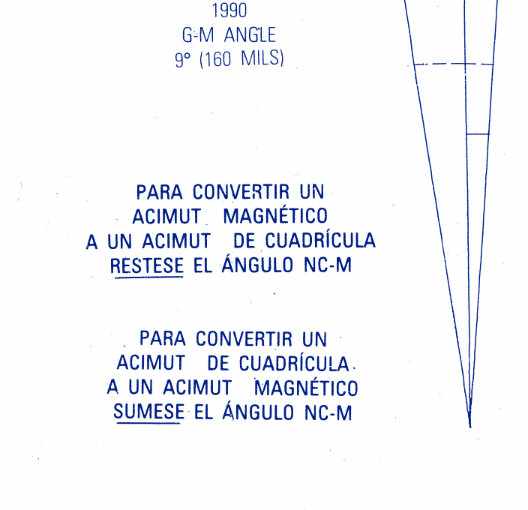 1990
G-M ANGLE
9° (160 MILS)
PARA CONVERTIR UN
ACIMUT MAGNÉTICO
A UN ACIMUT DE CUADRÍCULA
RESTESE EL ÁNGULO NC-M
PARA CONVERTIR UN
ACIMUT DE CUADRÍCULA
A UN ACIMUT MAGNÉTICO
SUMESE EL ÁNGULO NC-M